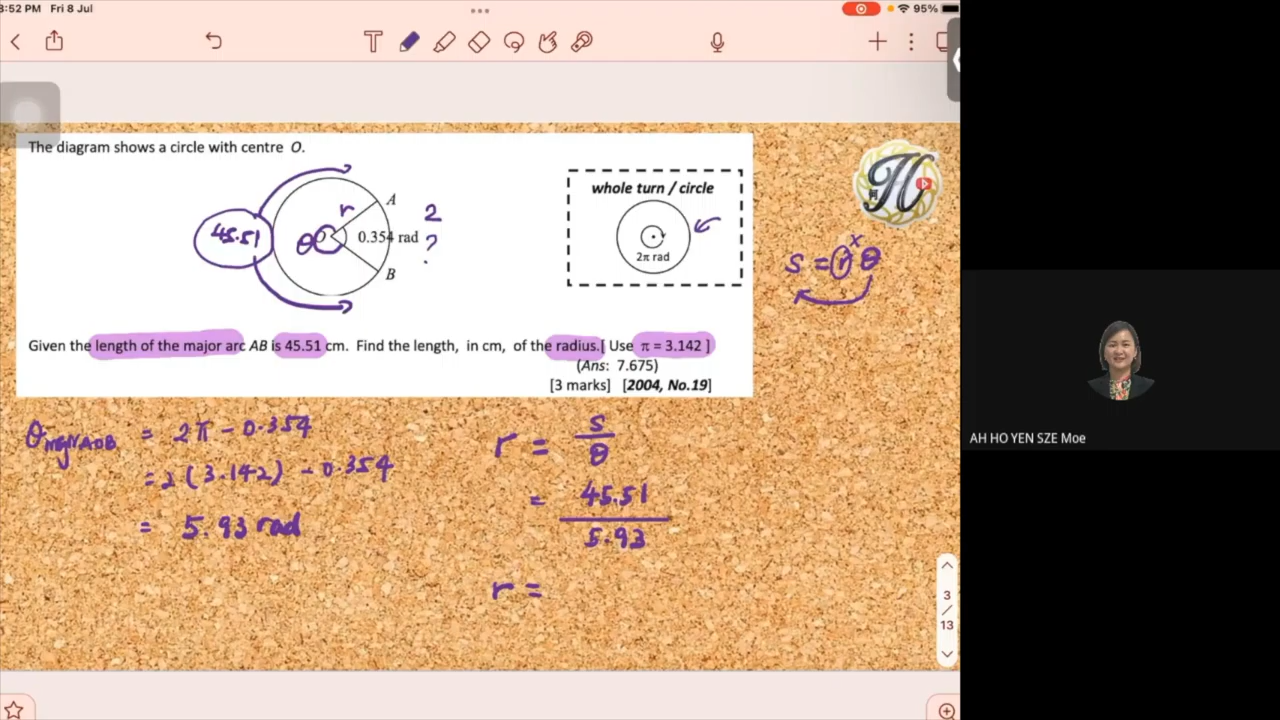 3:52 PM Fri 8 Jul
95%
The diagram shows a circle with centre O.
A
r
45.51
θ
O
0.354 rad
2
?
B
whole turn / circle
2π rad
s = r × θ
Given the length of the major arc AB is 45.51 cm. Find the length, in cm, of the radius.[ Use π = 3.142 ]
(Ans: 7.675)
[3 marks] [2004, No.19]
θ major AOB = 2π - 0.354
= 2 (3.142) - 0.354
= 5.93 rad
r = s/θ
= 45.51
5.93
r =
3
/
13
AH HO YEN SZE Moe